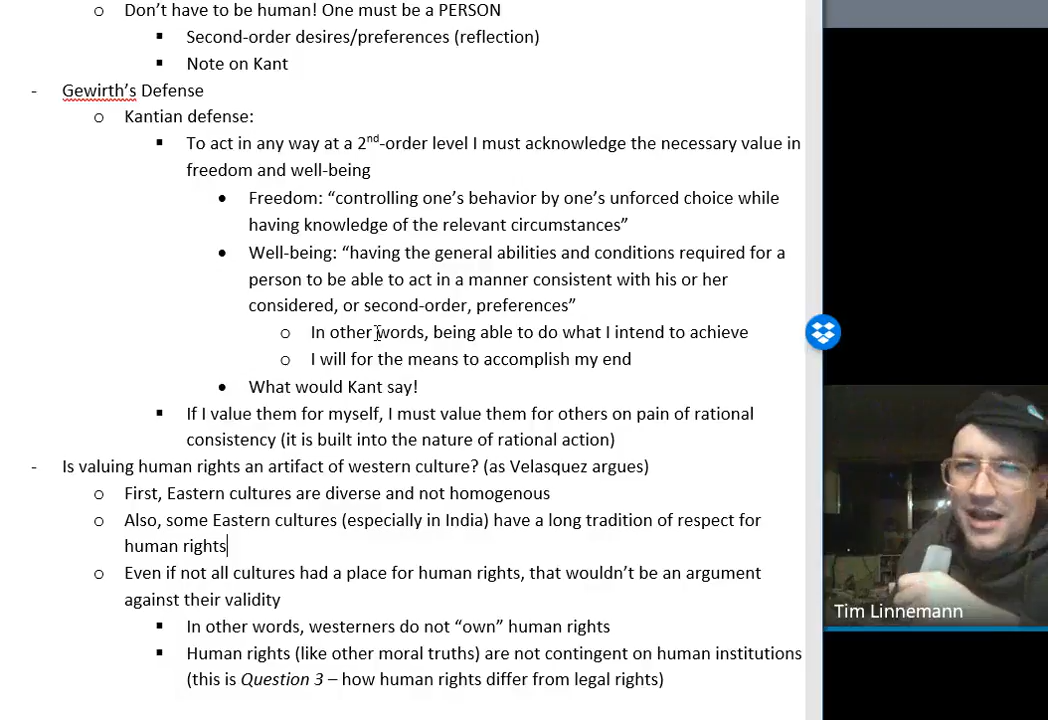 o Don’t have to be human! One must be a PERSON
▪ Second-order desires/preferences (reflection)
▪ Note on Kant
- Gewirth’s Defense
o Kantian defense:
▪ To act in any way at a 2nd-order level I must acknowledge the necessary value in
freedom and well-being
• Freedom: “controlling one’s behavior by one’s unforced choice while
having knowledge of the relevant circumstances”
• Well-being: “having the general abilities and conditions required for a
person to be able to act in a manner consistent with his or her
considered, or second-order, preferences”
o In other words, being able to do what I intend to achieve
o I will for the means to accomplish my end
• What would Kant say!
▪ If I value them for myself, I must value them for others on pain of rational
consistency (it is built into the nature of rational action)
- Is valuing human rights an artifact of western culture? (as Velasquez argues)
o First, Eastern cultures are diverse and not homogenous
o Also, some Eastern cultures (especially in India) have a long tradition of respect for
human rights
o Even if not all cultures had a place for human rights, that wouldn’t be an argument
against their validity
▪ In other words, westerners do not “own” human rights
▪ Human rights (like other moral truths) are not contingent on human institutions
(this is Question 3 – how human rights differ from legal rights)
Tim Linnemann